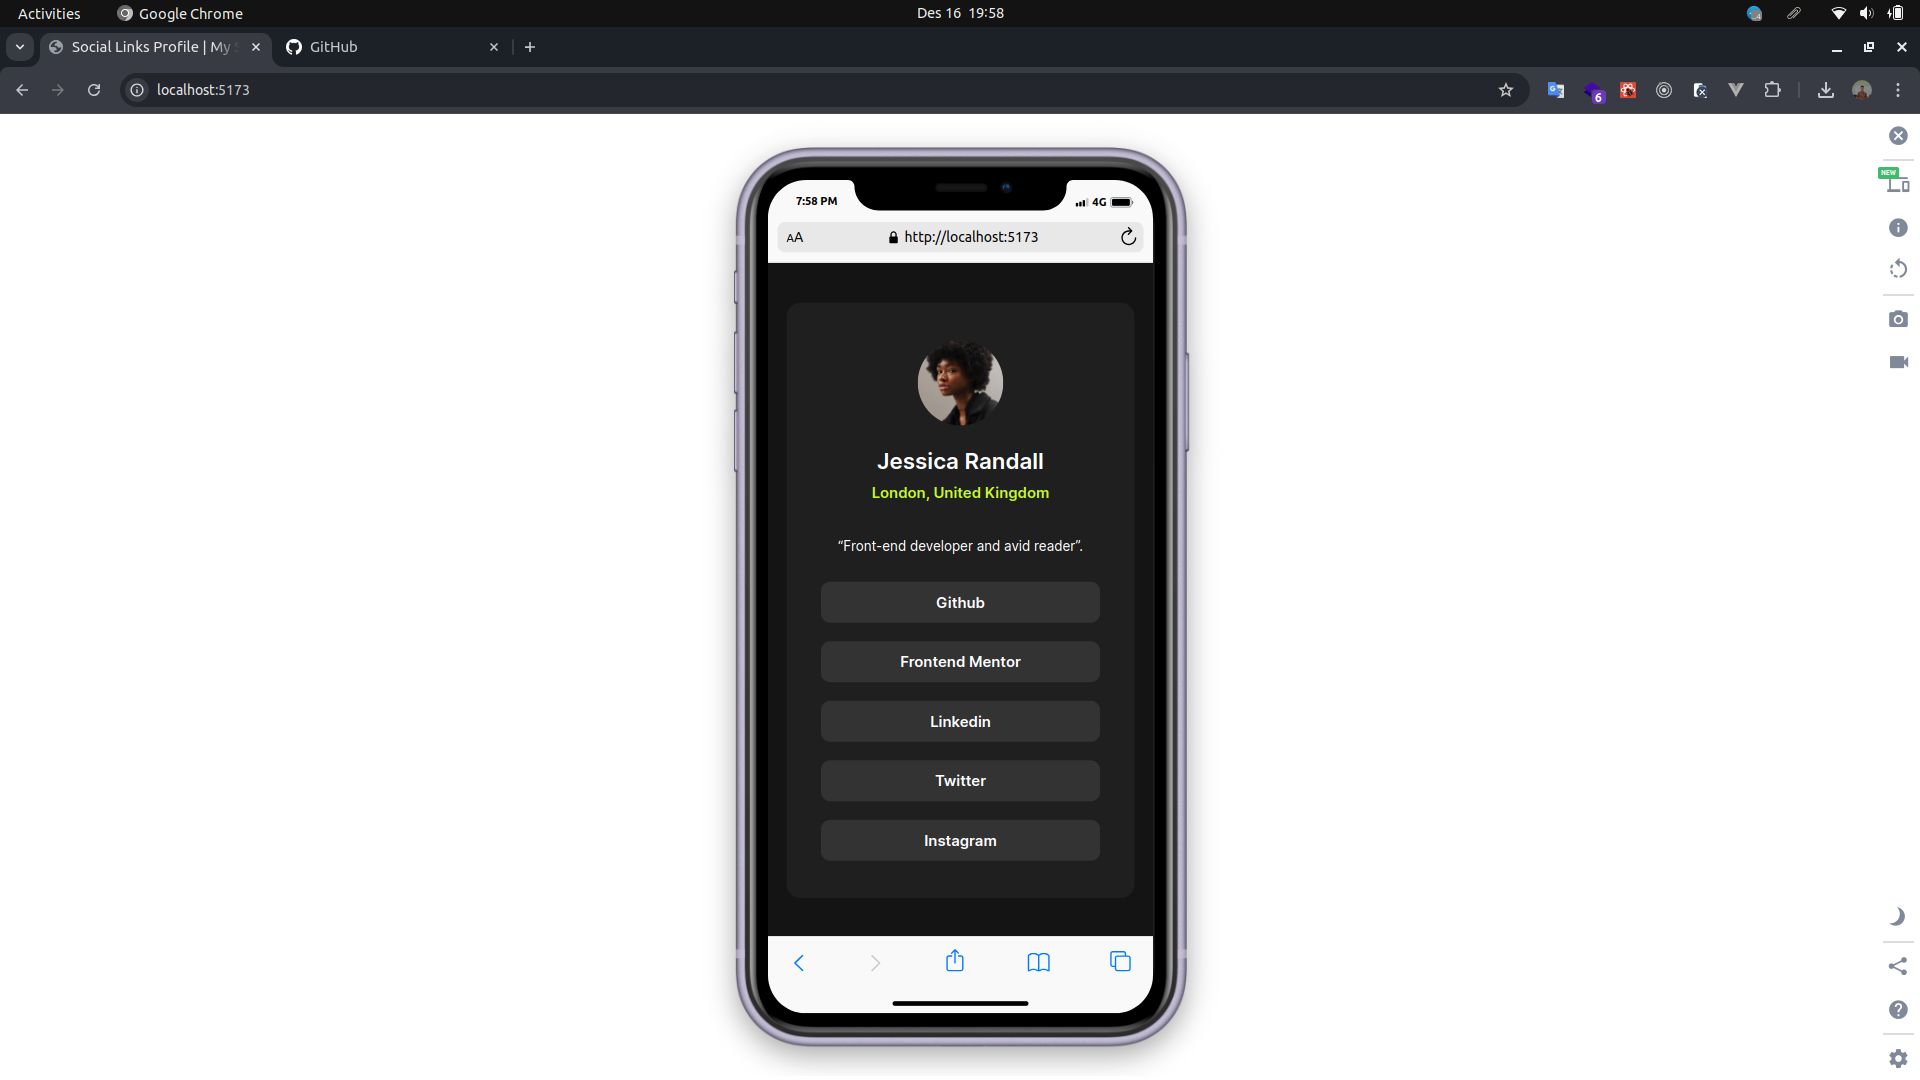 Activities
Google Chrome
Des 16 19:58
Social Links Profile | My
GitHub
localhost:5173
6
NEW
7:58 PM
4G
AA
http://localhost:5173
Jessica Randall
London, United Kingdom
“Front-end developer and avid reader”.
Github
Frontend Mentor
Linkedin
Twitter
Instagram